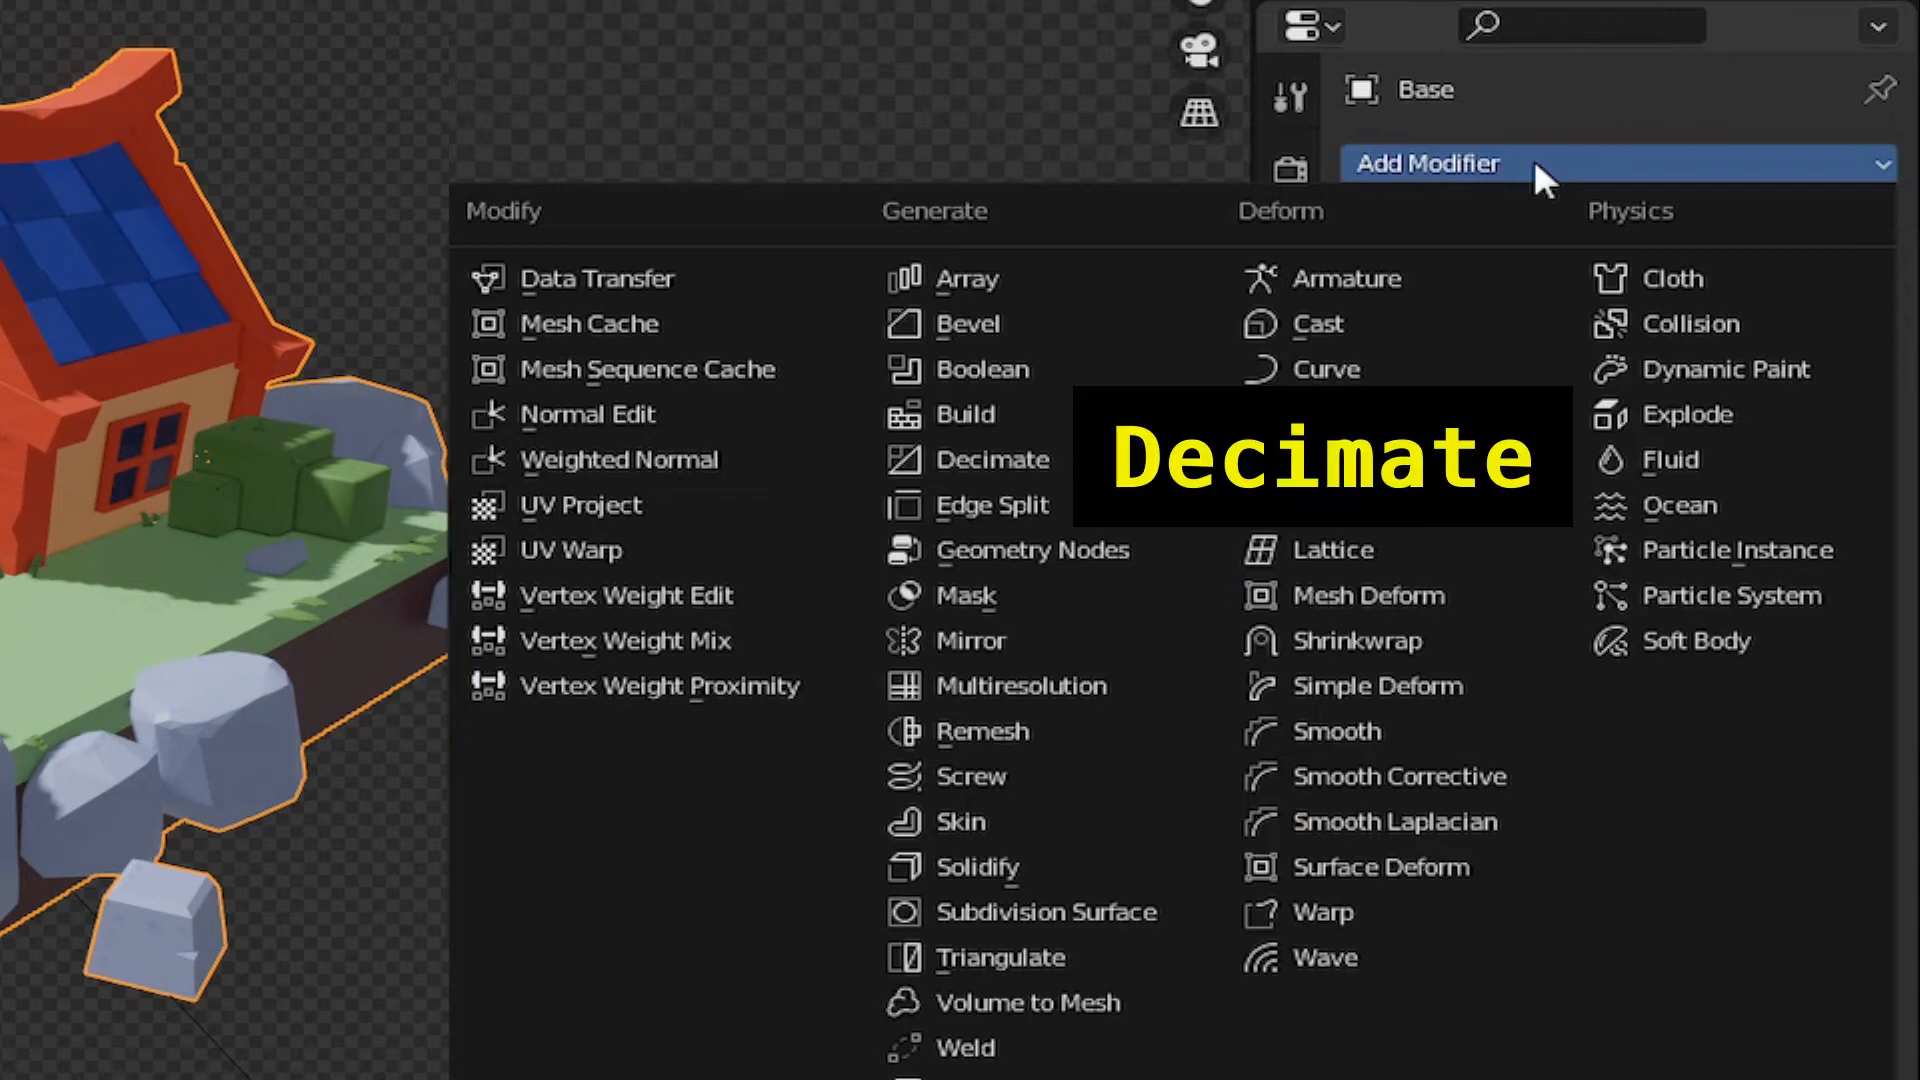 Base
Add Modifier
Modify
Data Transfer
Mesh Cache
Mesh Sequence Cache
Normal Edit
Weighted Normal
UV Project
UV Warp
Vertex Weight Edit
Vertex Weight Mix
Vertex Weight Proximity
Generate
Array
Bevel
Boolean
Build
Decimate
Edge Split
Geometry Nodes
Mask
Mirror
Multiresolution
Remesh
Screw
Skin
Solidify
Subdivision Surface
Triangulate
Volume to Mesh
Weld
Deform
Armature
Cast
Curve
Decimate
Lattice
Mesh Deform
Shrinkwrap
Simple Deform
Smooth
Smooth Corrective
Smooth Laplacian
Surface Deform
Warp
Wave
Physics
Cloth
Collision
Dynamic Paint
Explode
Fluid
Ocean
Particle Instance
Particle System
Soft Body